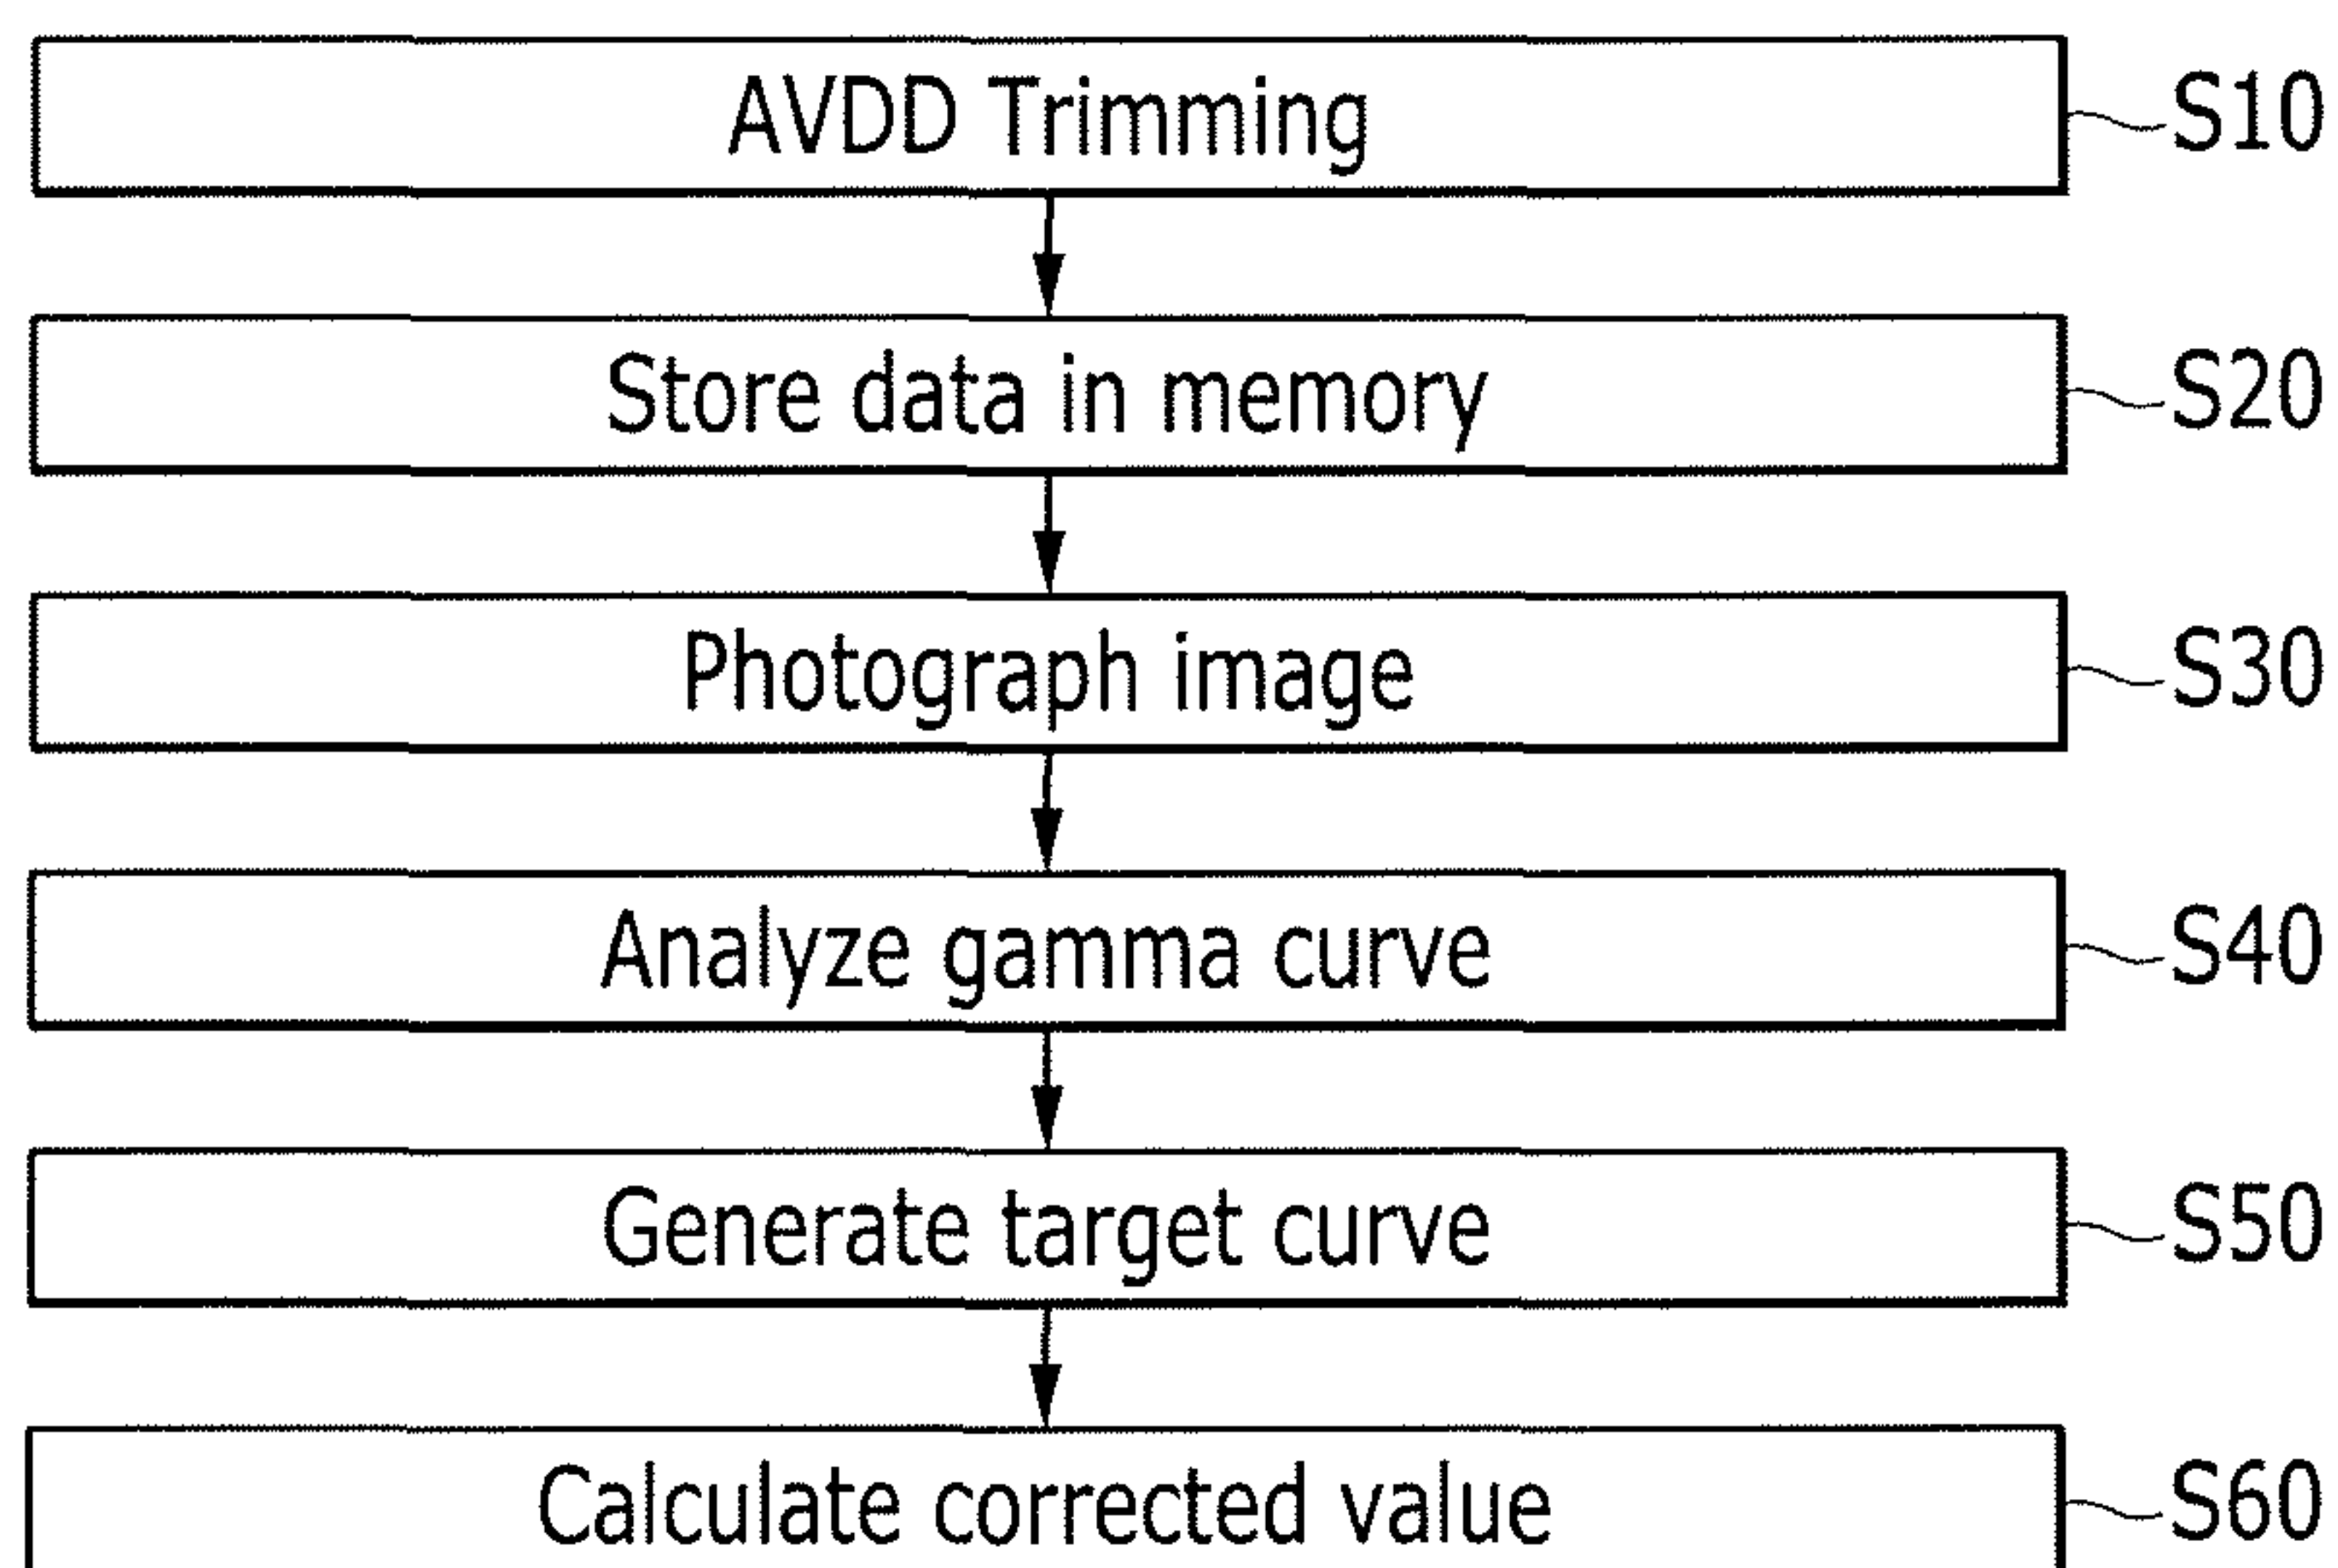 AVDD Trimming S10
Store data in memory S20
Photograph image S30
Analyze gamma curve S40
Generate target curve S50
Calculate corrected value S60